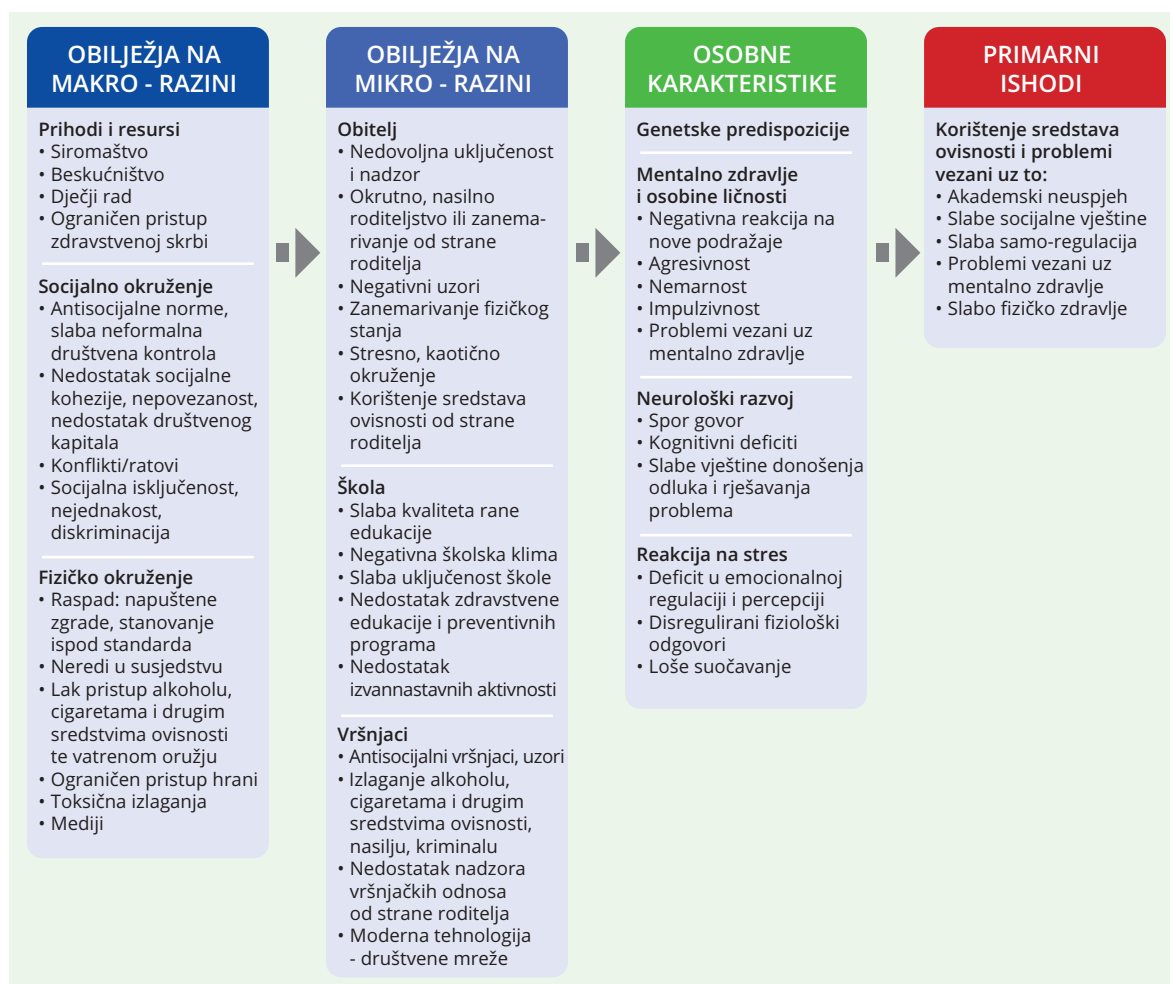 OBILJEŽJA NA
MAKRO - RAZINI
Prihodi i resursi
• Siromaštvo
• Beskućništvo
• Dječji rad
• Ograničen pristup
zdravstvenoj skrbi
Socijalno okruženje
• Antisocijalne norme,
slaba neformalna
društvena kontrola
• Nedostatak socijalne
kohezije, nepovezanost,
nedostatak društvenog
kapitala
• Konflikti/ratovi
• Socijalna isključenost,
nejednakost,
diskriminacija
Fizičko okruženje
• Raspad: napuštene
zgrade, stanovanje
ispod standarda
• Neredi u susjedstvu
• Lak pristup alkoholu,
cigaretama i drugim
sredstvima ovisnosti
te vatrenom oružju
• Ograničen pristup hrani
• Toksična izlaganja
• Mediji
OBILJEŽJA NA
MIKRO - RAZINI
Obitelj
• Nedovoljna uključenost
i nadzor
• Okrutno, nasilno
roditeljstvo ili zanema-
rivanje od strane
roditelja
• Negativni uzori
• Zanemarivanje fizičkog
stanja
• Stresno, kaotično
okruženje
• Korištenje sredstava
ovisnosti od strane
roditelja
Škola
• Slaba kvaliteta rane
edukacije
• Negativna školska klima
• Slaba uključenost škole
• Nedostatak zdravstvene
edukacije i preventivnih
programa
• Nedostatak
izvannastavnih aktivnosti
Vršnjaci
• Antisocijalni vršnjaci, uzori
• Izlaganje alkoholu,
cigaretama i drugim
sredstvima ovisnosti,
nasilju, kriminalu
• Nedostatak nadzora
vršnjačkih odnosa
od strane roditelja
• Moderna tehnologija
- društvene mreže
OSOBNE
KARAKTERISTIKE
Genetske predispozicije
Mentalno zdravlje
i osobine ličnosti
• Negativna reakcija na
nove podražaje
• Agresivnost
• Nemarnost
• Impulzivnost
• Problemi vezani uz
mentalno zdravlje
Neurološki razvoj
• Spor govor
• Kognitivni deficiti
• Slabe vještine donošenja
odluka i rješavanja
problema
Reakcija na stres
• Deficit u emocionalnoj
regulaciji i percepciji
• Disregulirani fiziološki
odgovori
• Loše suočavanje
PRIMARNI
ISHODI
Korištenje sredstava
ovisnosti i problemi
vezani uz to:
• Akademski neuspjeh
• Slabe socijalne vještine
• Slaba samo-regulacija
• Problemi vezani uz
mentalno zdravlje
• Slabo fizičko zdravlje